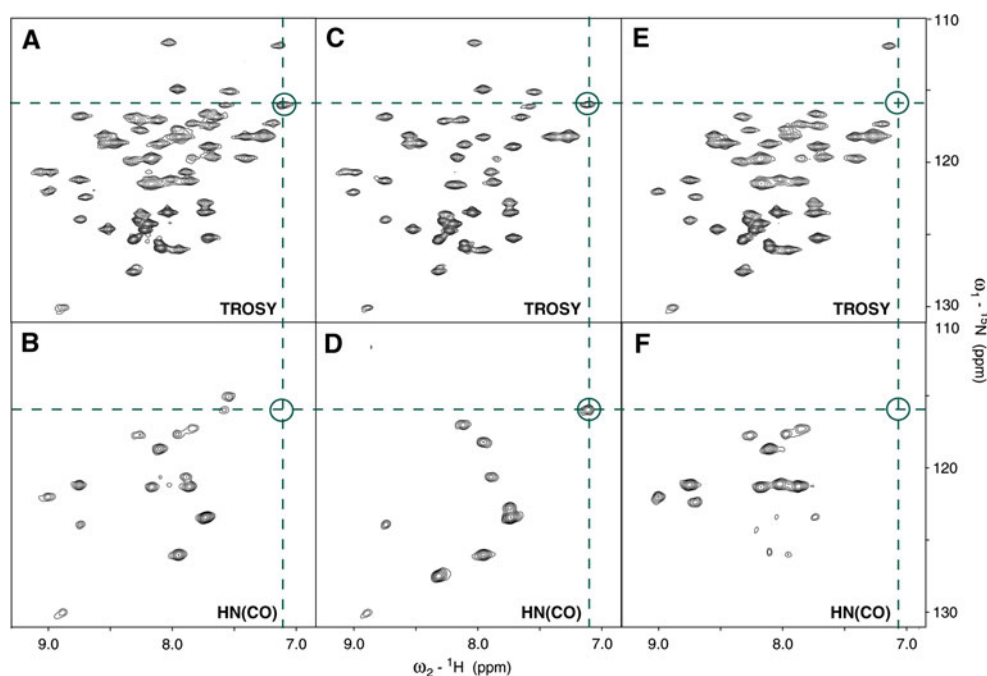 A C E
TROSY TROSY TROSY
110
120
130
B D F
HN(CO) HN(CO) HN(CO)
110
120
130
ω1 - 15N (ppm)
9.0 8.0 7.0 9.0 8.0 7.0 9.0 8.0 7.0
ω2 - 1H (ppm)